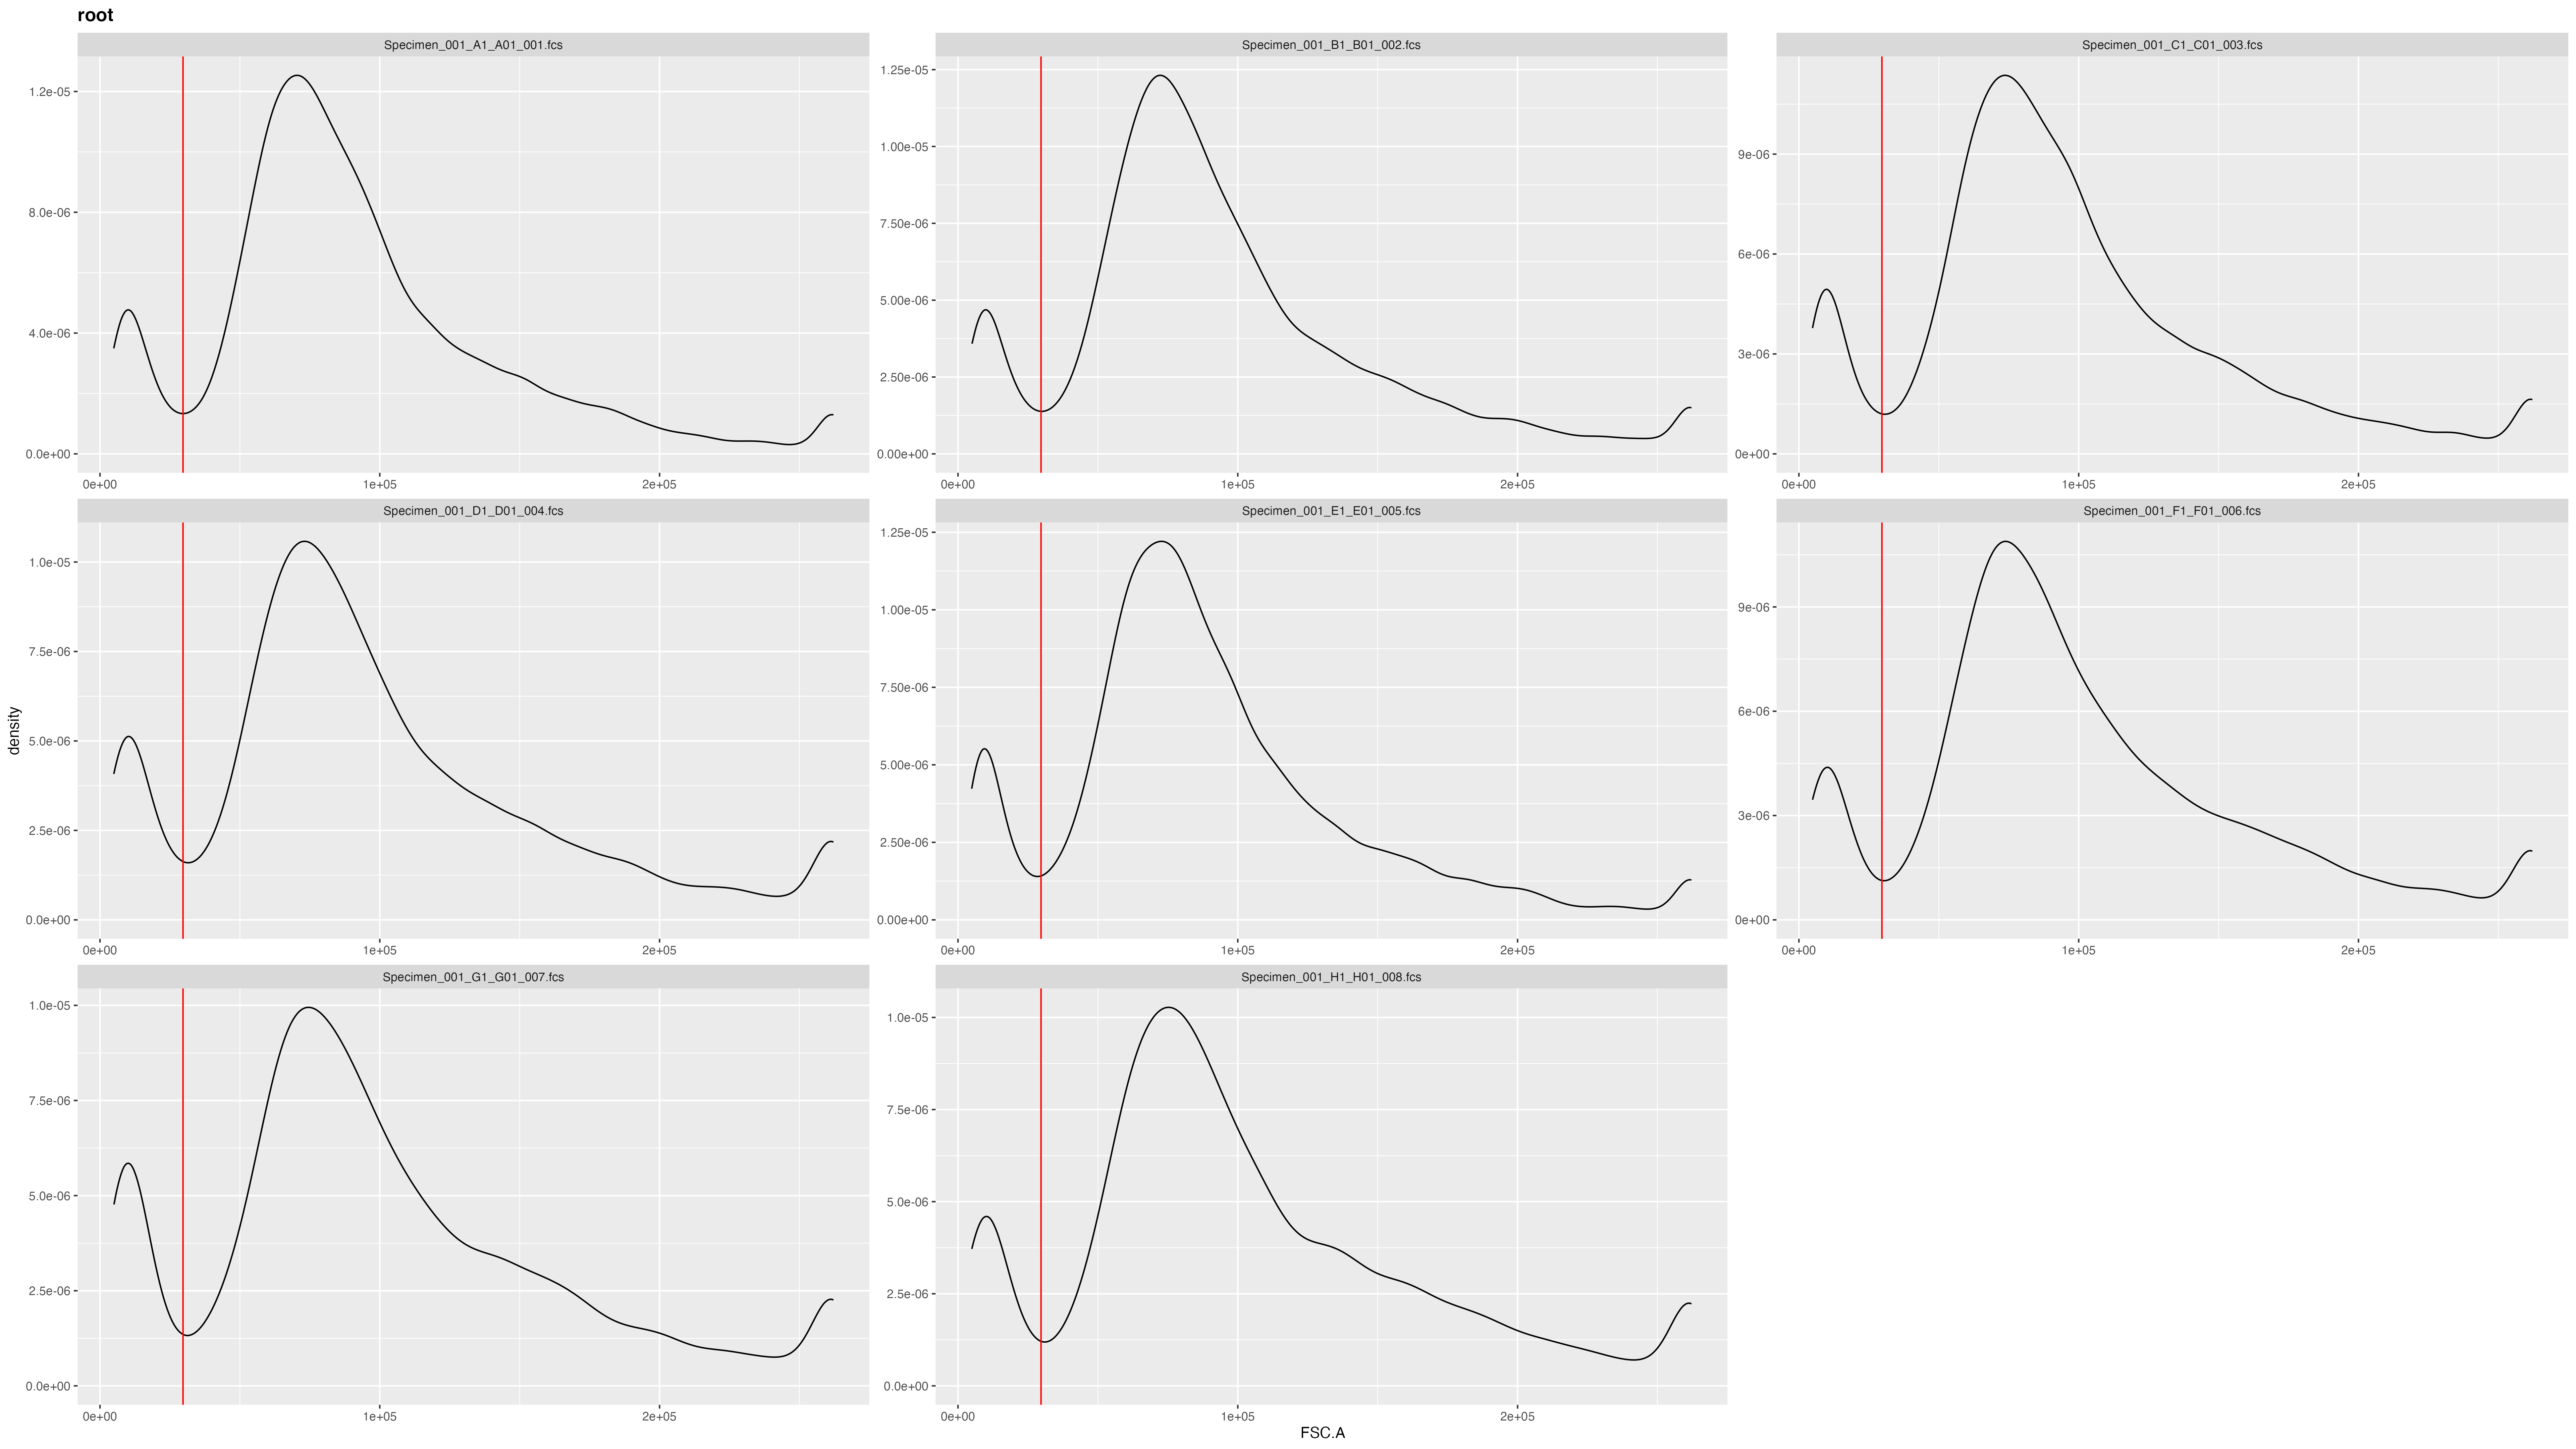 root
Specimen_001_A1_A01_001.fcs
1.2e-05
8.0e-06
4.0e-06
0.0e+00
0e+00 1e+05 2e+05
Specimen_001_B1_B01_002.fcs
1.25e-05
1.00e-05
7.50e-06
5.00e-06
2.50e-06
0.00e+00
0e+00 1e+05 2e+05
Specimen_001_C1_C01_003.fcs
9e-06
6e-06
3e-06
0e+00
0e+00 1e+05 2e+05
Specimen_001_D1_D01_004.fcs
1.0e-05
7.5e-06
5.0e-06
2.5e-06
0.0e+00
0e+00 1e+05 2e+05
Specimen_001_E1_E01_005.fcs
1.25e-05
1.00e-05
7.50e-06
5.00e-06
2.50e-06
0.00e+00
0e+00 1e+05 2e+05
Specimen_001_F1_F01_006.fcs
9e-06
6e-06
3e-06
0e+00
0e+00 1e+05 2e+05
Specimen_001_G1_G01_007.fcs
1.0e-05
7.5e-06
5.0e-06
2.5e-06
0.0e+00
0e+00 1e+05 2e+05
Specimen_001_H1_H01_008.fcs
1.0e-05
7.5e-06
5.0e-06
2.5e-06
0.0e+00
0e+00 1e+05 2e+05
density
FSC.A